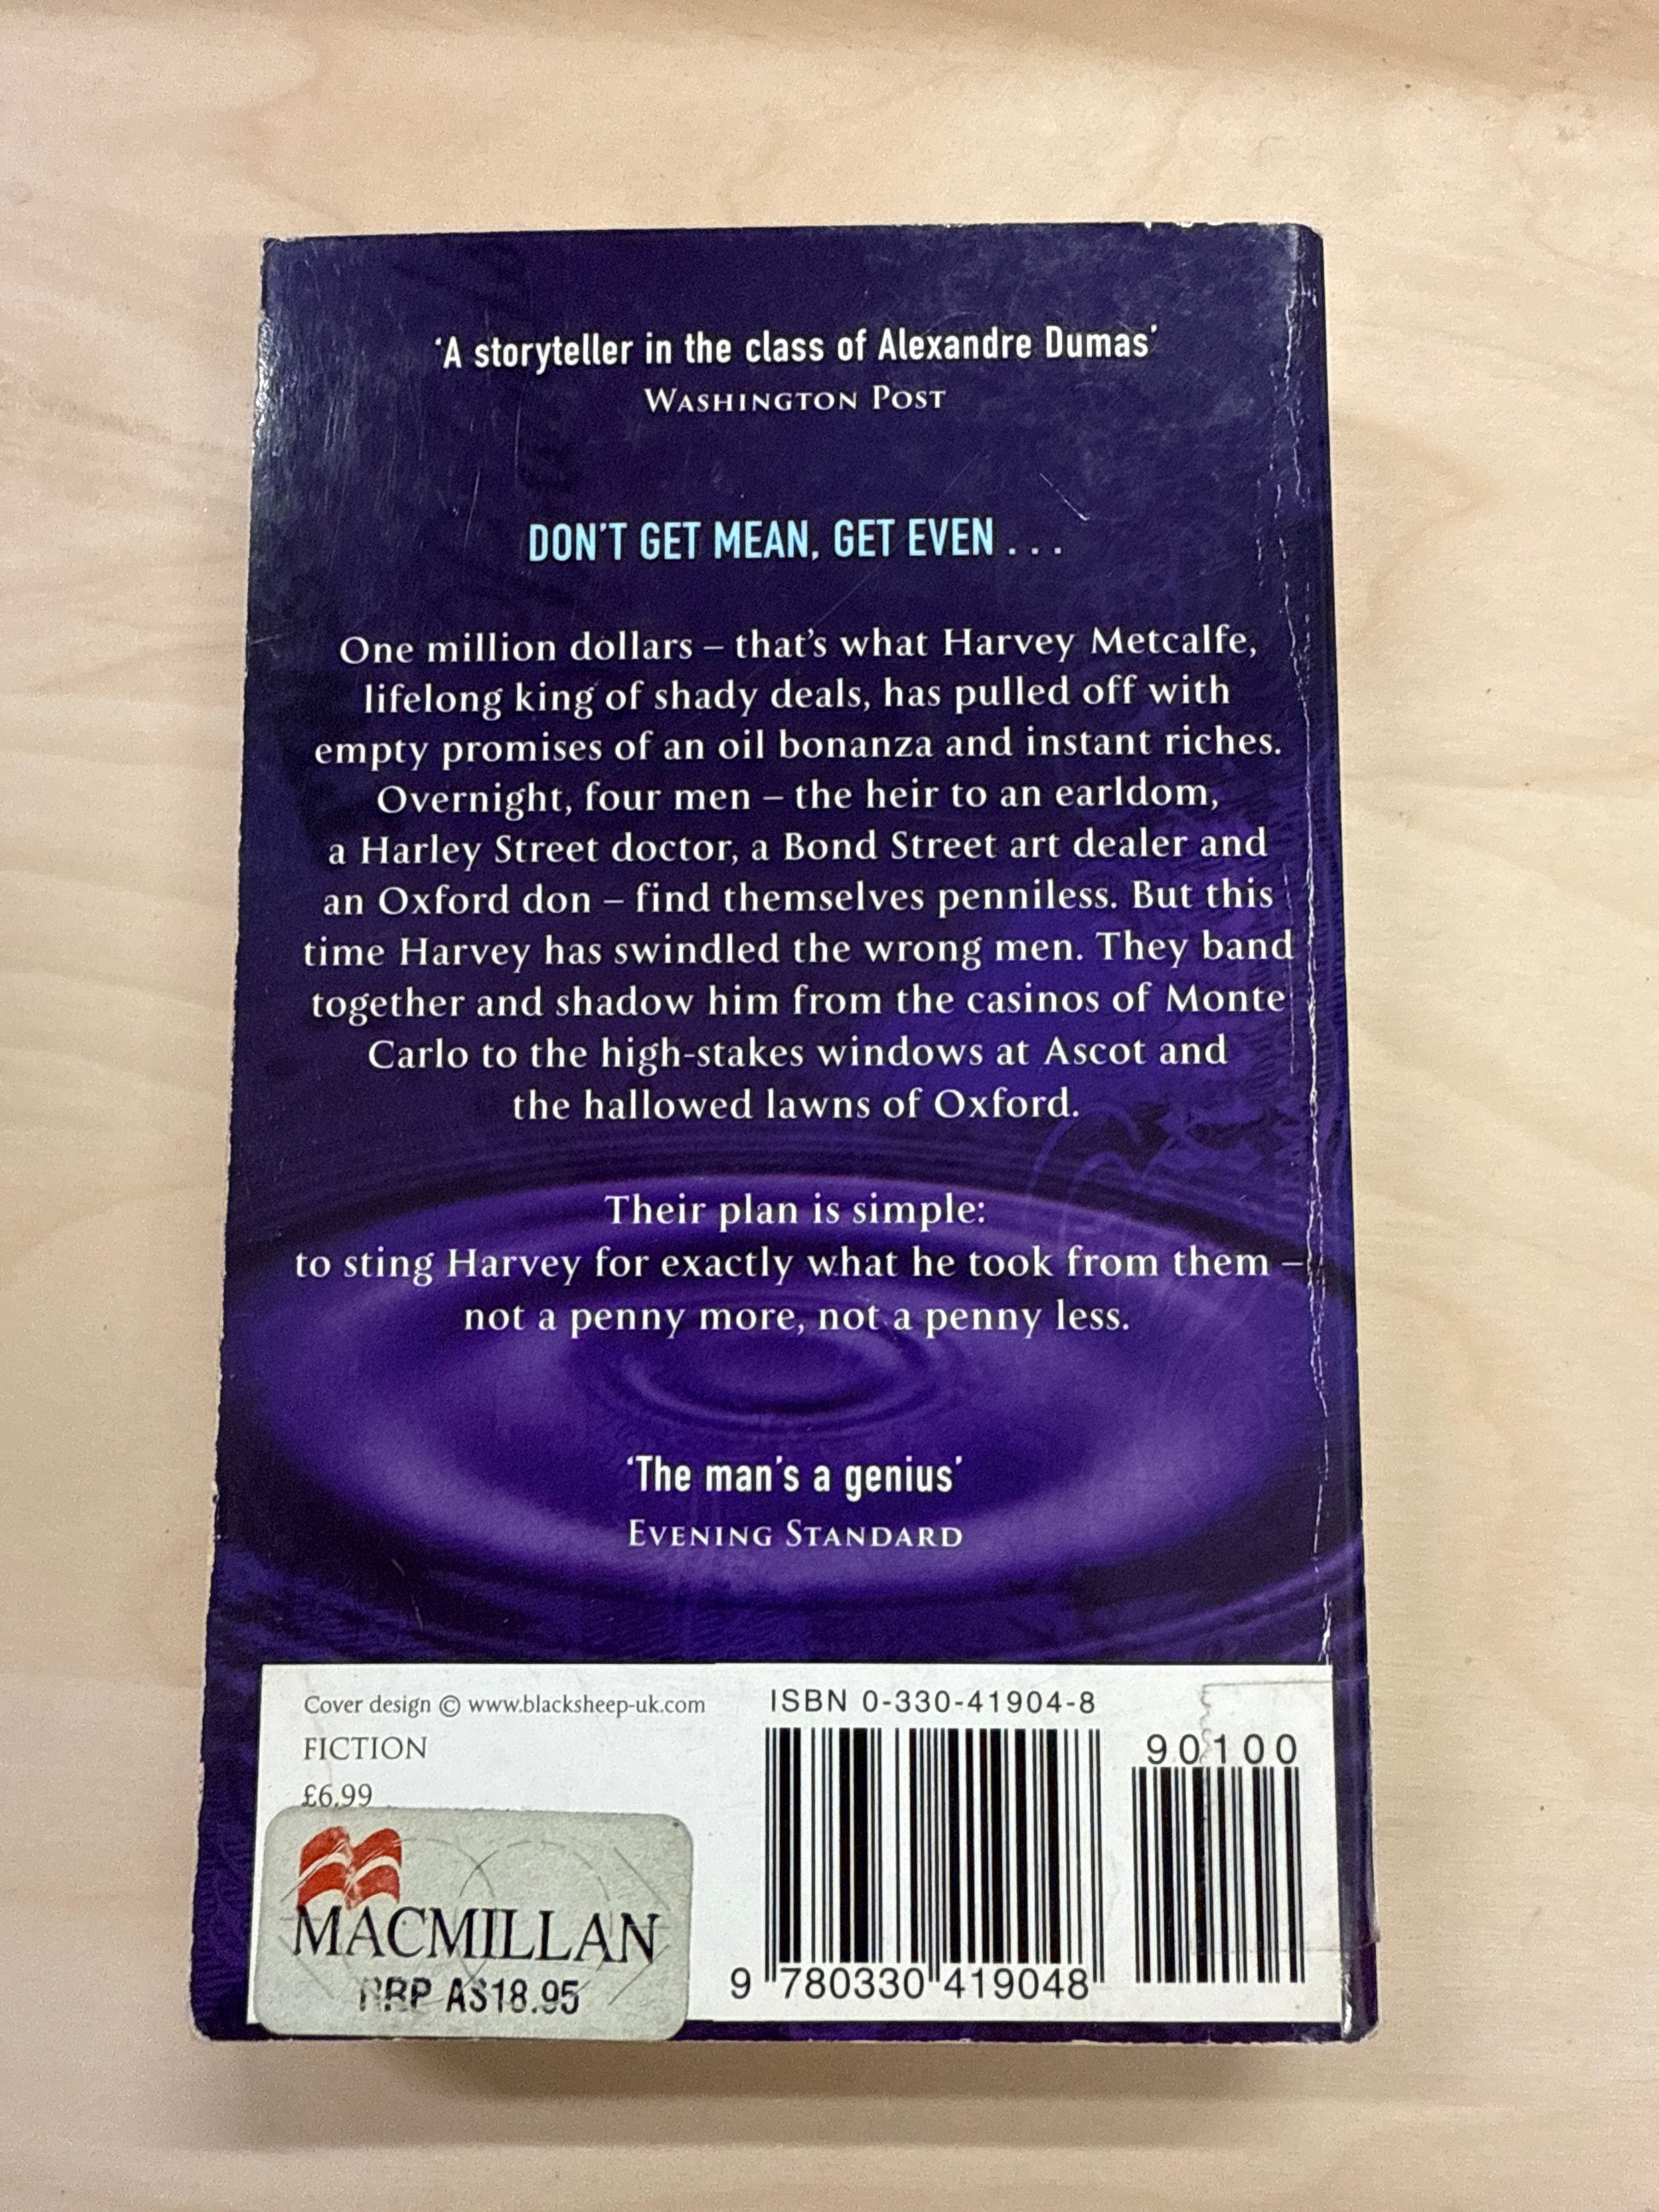 ‘A storyteller in the class of Alexandre Dumas’
WASHINGTON POST
DON’T GET MEAN, GET EVEN . . .
One million dollars – that’s what Harvey Metcalfe,
lifelong king of shady deals, has pulled off with
empty promises of an oil bonanza and instant riches.
Overnight, four men – the heir to an earldom,
a Harley Street doctor, a Bond Street art dealer and
an Oxford don – find themselves penniless. But this
time Harvey has swindled the wrong men. They band
together and shadow him from the casinos of Monte
Carlo to the high-stakes windows at Ascot and
the hallowed lawns of Oxford.
Their plan is simple:
to sting Harvey for exactly what he took from them –
not a penny more, not a penny less.
‘The man’s a genius’
EVENING STANDARD
Cover design © www.blacksheep-uk.com
FICTION
£6.99
MACMILLAN
RRP A$18.95
ISBN 0-330-41904-8
90100
9 780330 419048